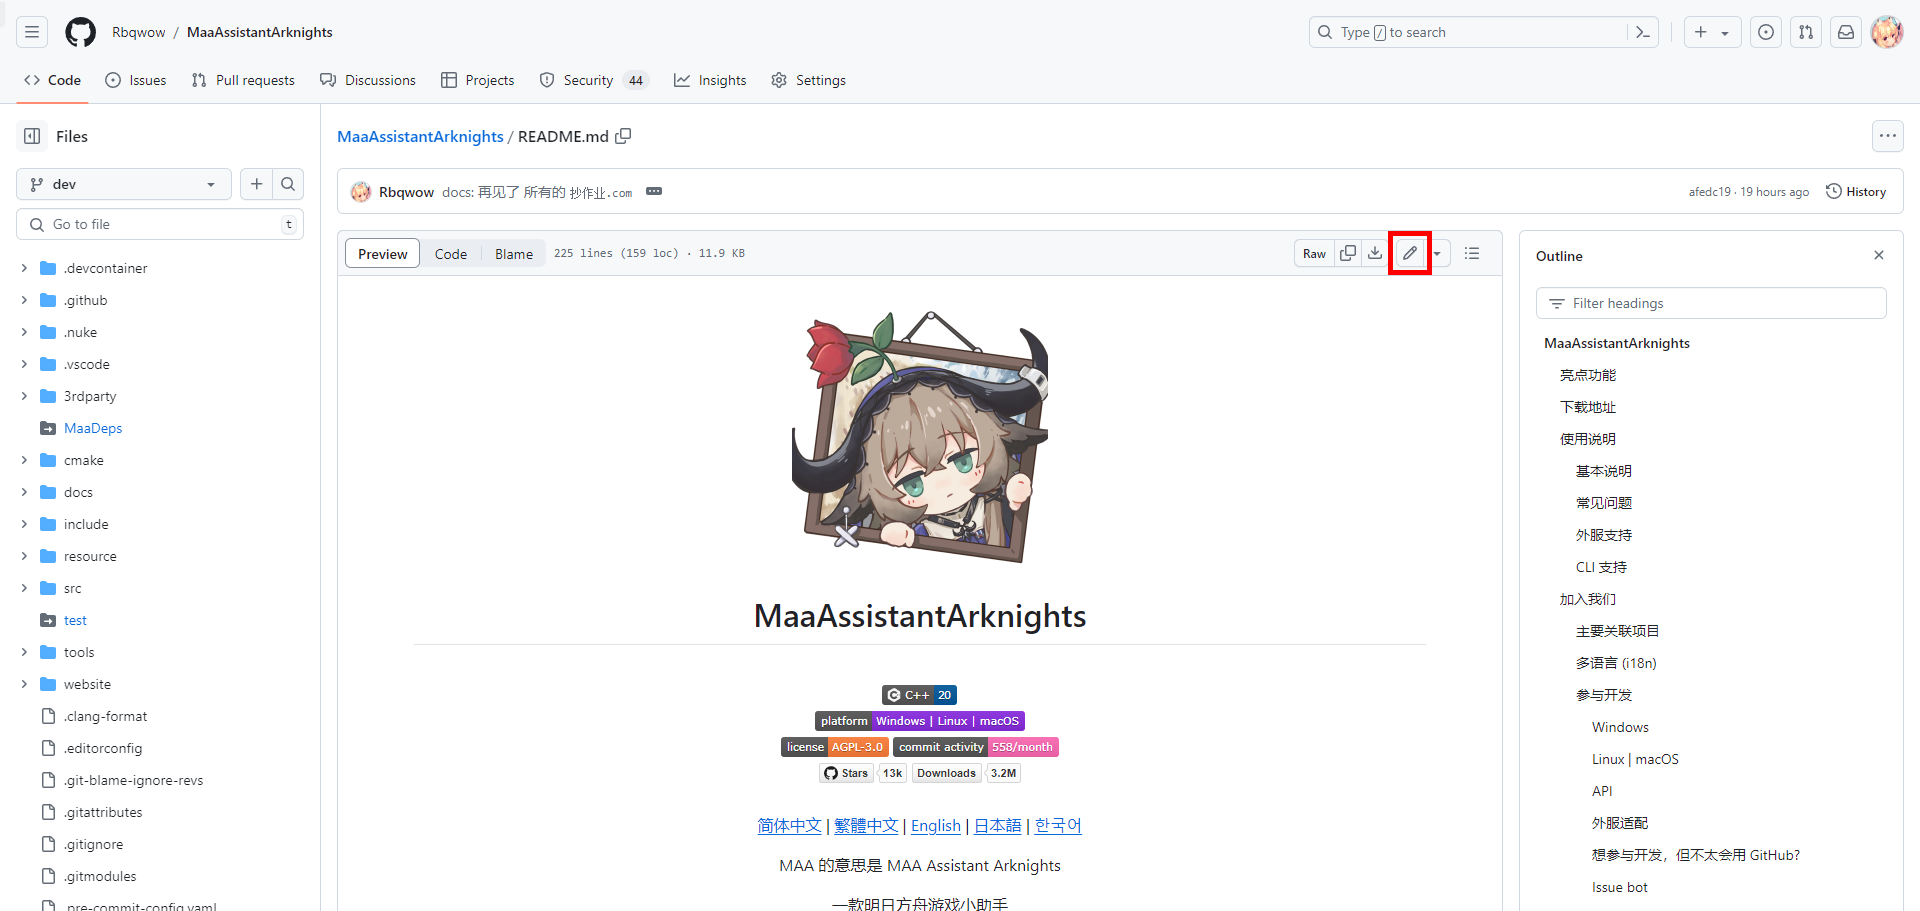 Rbqwow / MaaAssistantArknights
Type / to search
Code Issues Pull requests Discussions Projects Security 44 Insights Settings
Files
dev
Go to file t
.devcontainer
.github
.nuke
.vscode
3rdparty
MaaDeps
cmake
docs
include
resource
src
test
tools
website
.clang-format
.editorconfig
.git-blame-ignore-revs
.gitattributes
.gitignore
.gitmodules
.pre-commit-config.yaml
MaaAssistantArknights / README.md
Rbqwow docs: 再见了 所有的 抄作业.com
afedc19 · 19 hours ago History
Preview Code Blame 225 lines (159 loc) · 11.9 KB
Raw
MaaAssistantArknights
C++ 20
platform Windows | Linux | macOS
license AGPL-3.0 commit activity 558/month
Stars 13k Downloads 3.2M
简体中文 | 繁體中文 | English | 日本語 | 한국어
MAA 的意思是 MAA Assistant Arknights
一款明日方舟游戏小助手
Outline
Filter headings
MaaAssistantArknights
亮点功能
下载地址
使用说明
基本说明
常见问题
外服支持
CLI 支持
加入我们
主要关联项目
多语言 (i18n)
参与开发
Windows
Linux | macOS
API
外服适配
想参与开发，但不太会用 GitHub?
Issue bot